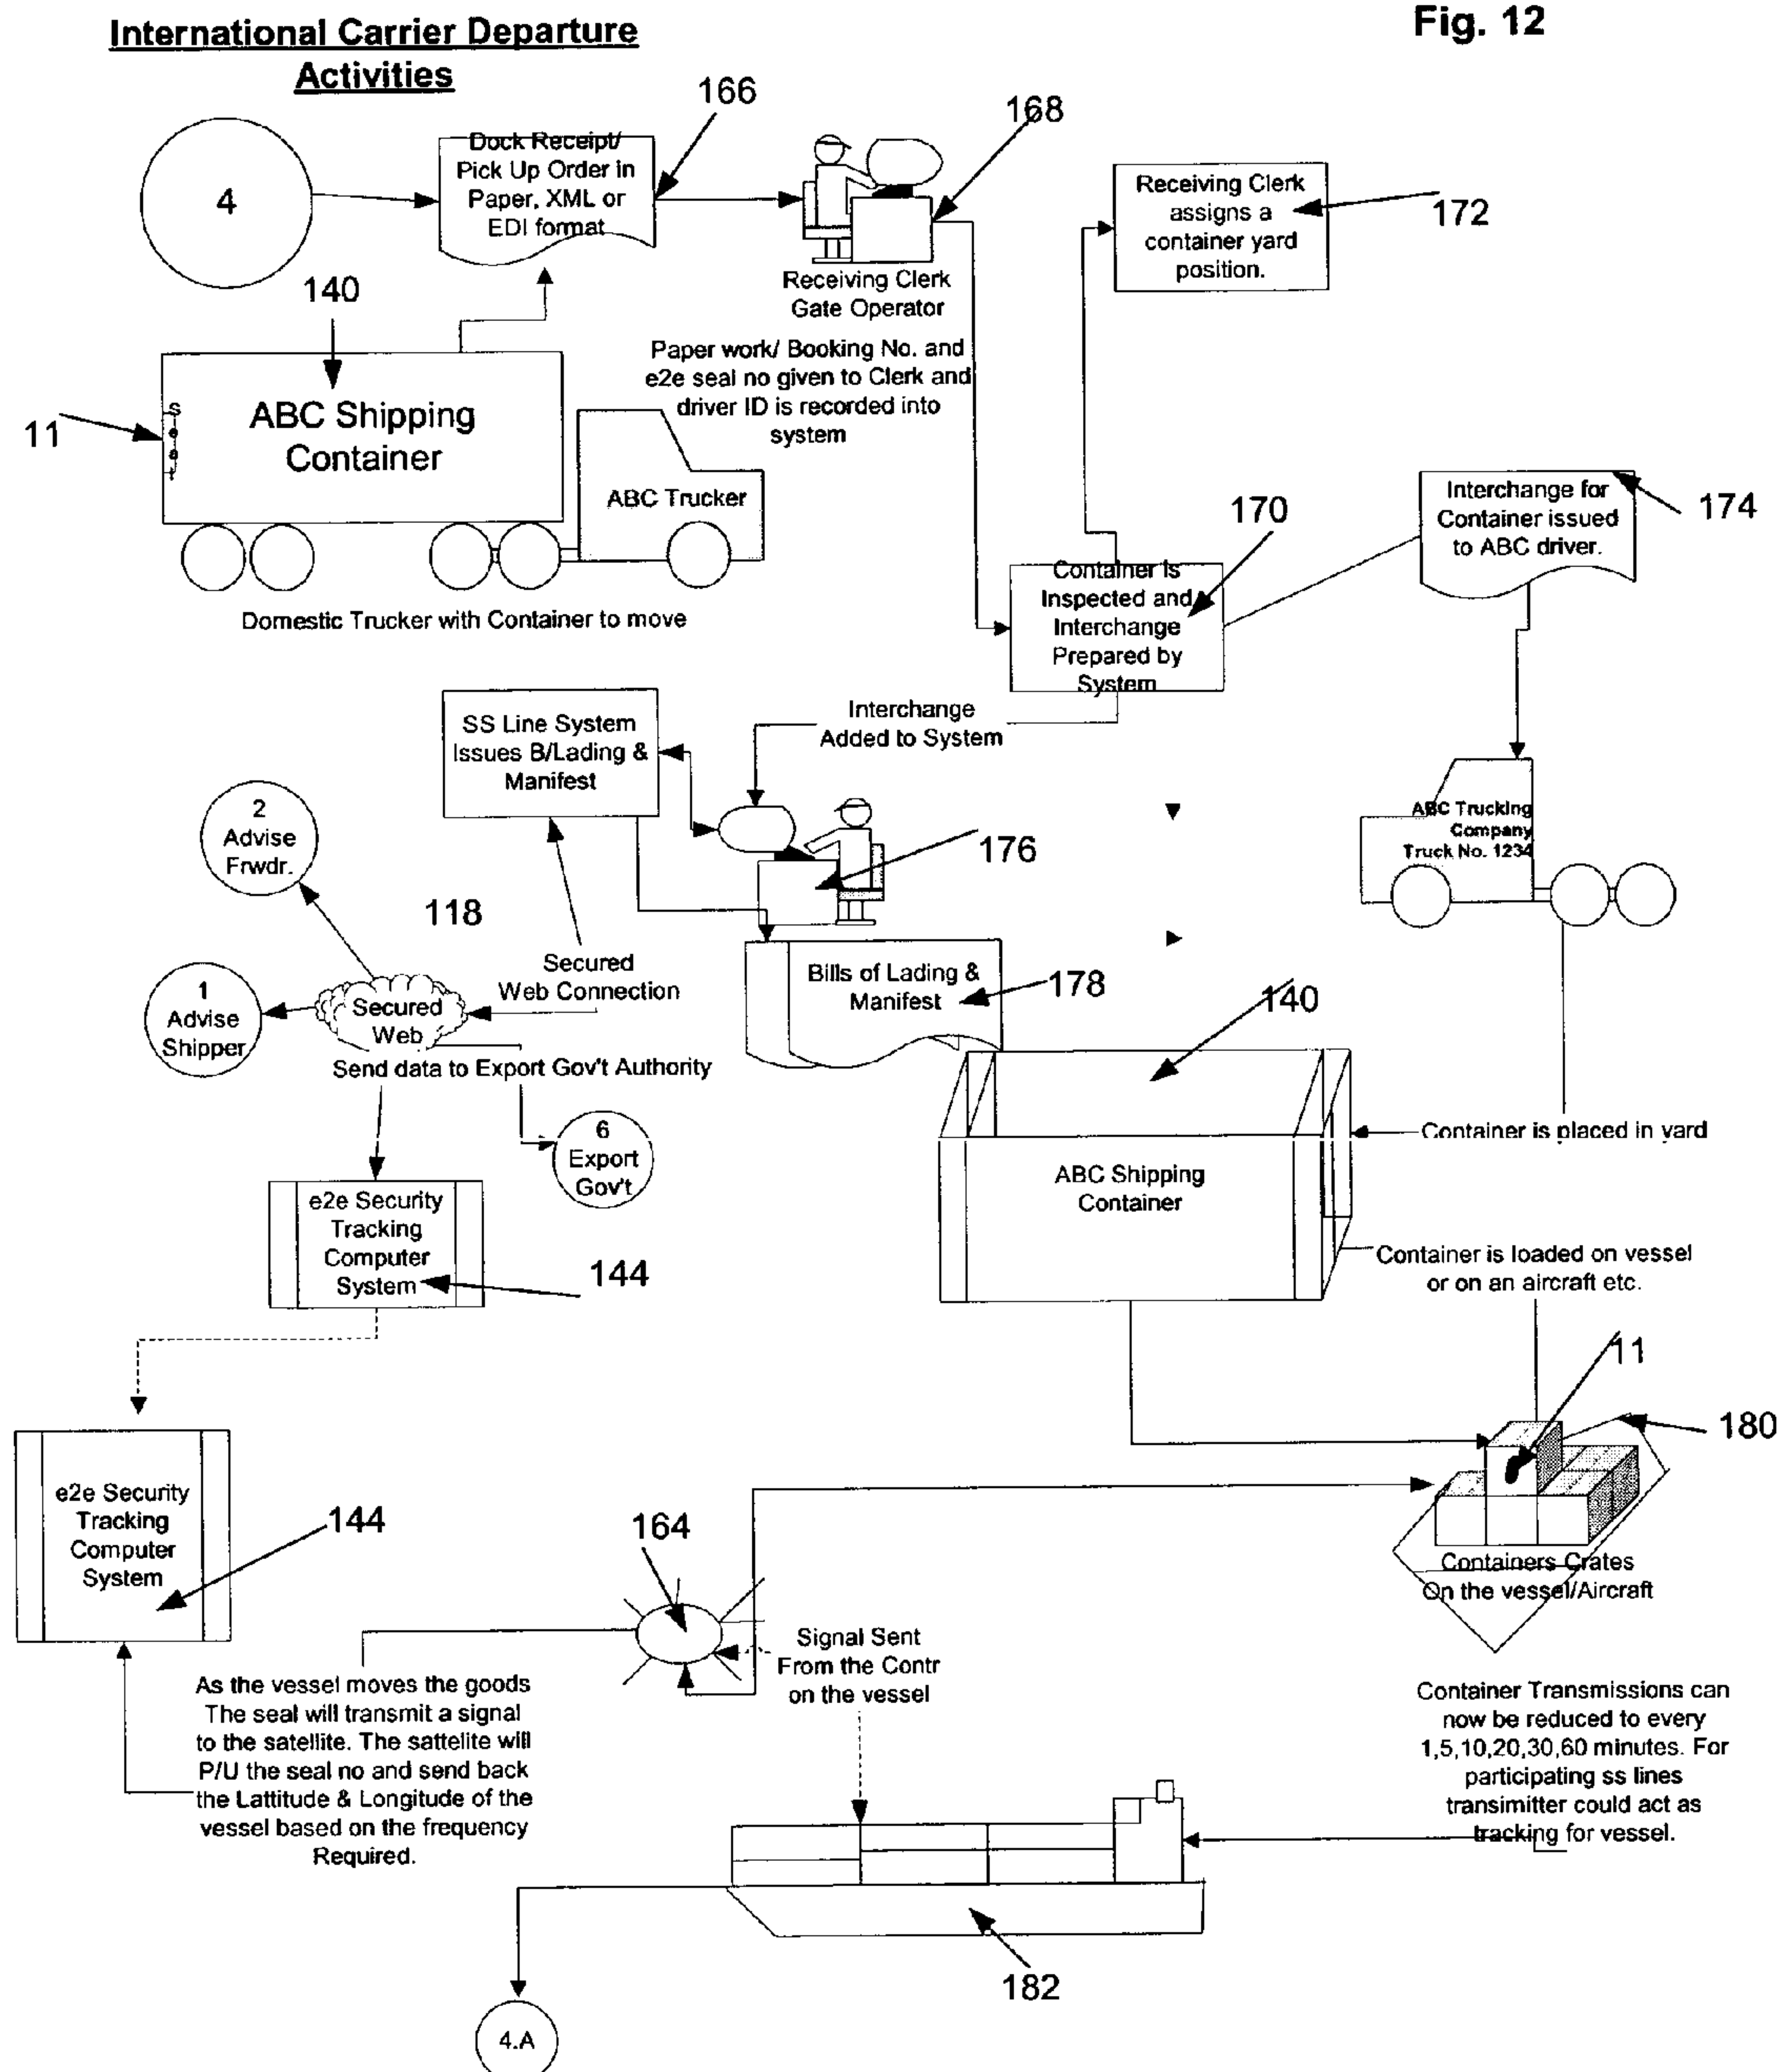 International Carrier Departure
Activities
Fig. 12
4
Dock Receipt/
Pick Up Order in
Paper, XML or
EDI format
166
168
Receiving Clerk
Gate Operator
Paper work/ Booking No. and
e2e seal no given to Clerk and
driver ID is recorded into
system
Receiving Clerk
assigns a
container yard
position.
172
140
11
Seal
ABC Shipping
Container
ABC Trucker
Domestic Trucker with Container to move
170
Container is
Inspected and
Interchange
Prepared by
System
Interchange for
Container issued
to ABC driver.
174
SS Line System
Issues B/Lading &
Manifest
Interchange
Added to System
176
ABC Trucking
Company
Truck No. 1234
2
Advise
Frwdr.
118
1
Advise
Shipper
Secured
Web
Secured
Web Connection
Send data to Export Gov't Authority
6
Export
Gov't
Bills of Lading &
Manifest
178
140
ABC Shipping
Container
Container is placed in yard
Container is loaded on vessel
or on an aircraft etc.
e2e Security
Tracking
Computer
System
144
11
180
Containers Crates
On the vessel/Aircraft
e2e Security
Tracking
Computer
System
144
164
Signal Sent
From the Contr
on the vessel
As the vessel moves the goods
The seal will transmit a signal
to the satellite. The sattelite will
P/U the seal no and send back
the Lattitude & Longitude of the
vessel based on the frequency
Required.
Container Transmissions can
now be reduced to every
1,5,10,20,30,60 minutes. For
participating ss lines
transimitter could act as
tracking for vessel.
182
4.A